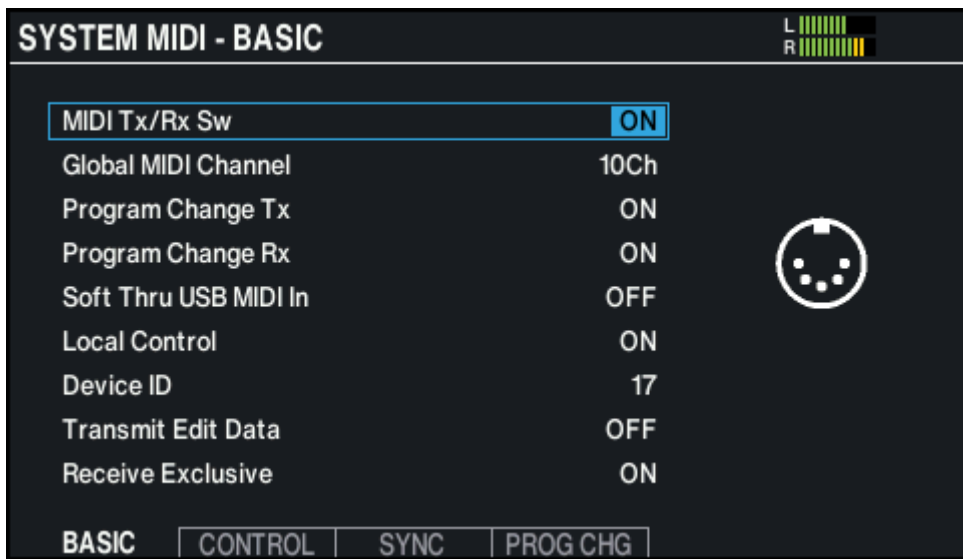 SYSTEM MIDI - BASIC
L
R
MIDI Tx/Rx Sw ON
Global MIDI Channel 10Ch
Program Change Tx ON
Program Change Rx ON
Soft Thru USB MIDI In OFF
Local Control ON
Device ID 17
Transmit Edit Data OFF
Receive Exclusive ON
BASIC CONTROL SYNC PROG CHG